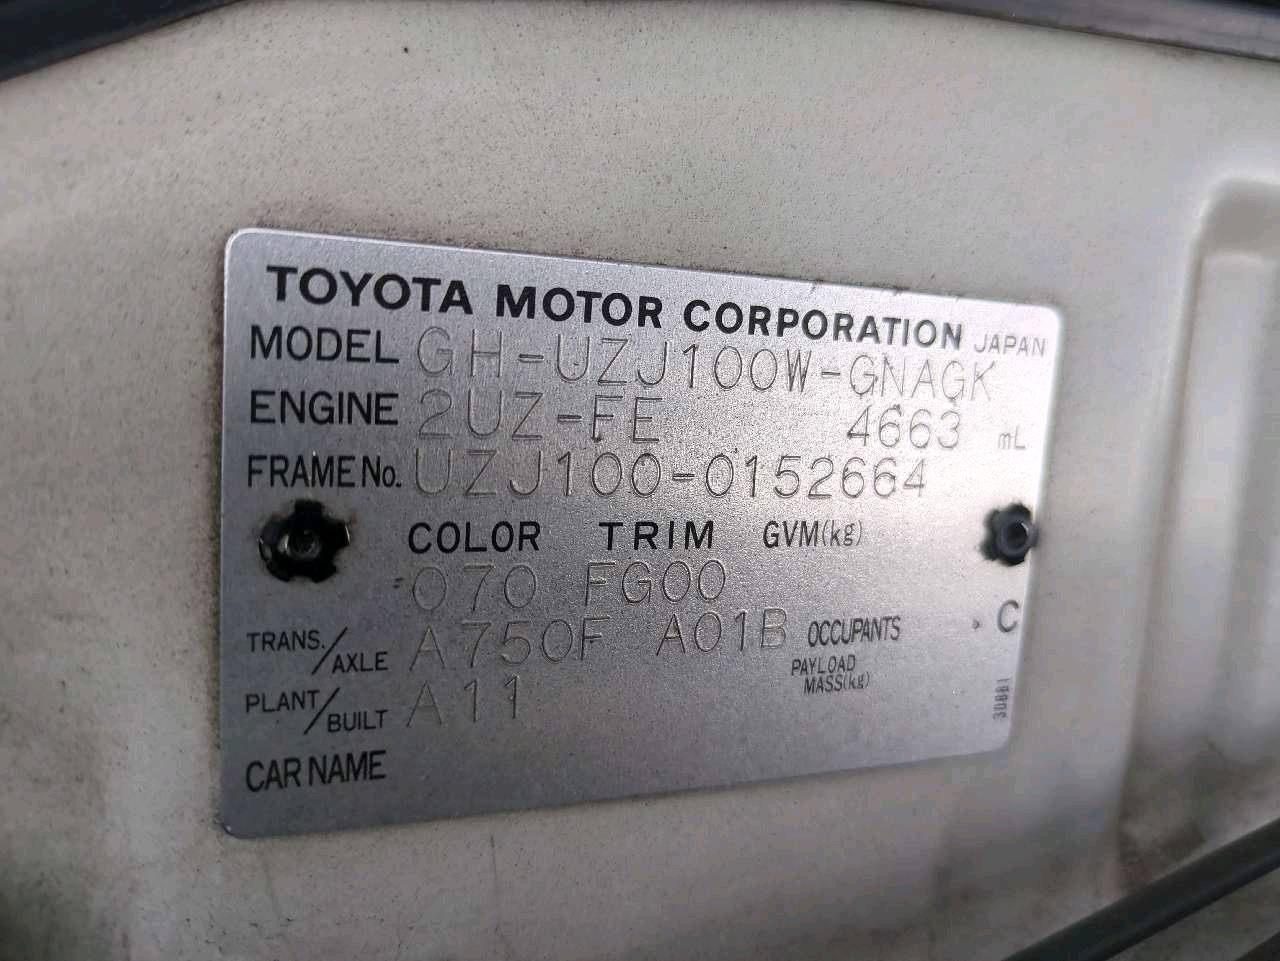 TOYOTA MOTOR CORPORATION JAPAN
MODEL GH-UZJ100W-GNAGK
ENGINE 2UZ-FE 4663 mL
FRAME No. UZJ100-0152664
COLOR TRIM GVM(kg)
070 FG00
TRANS./AXLE A750F A01B OCCUPANTS C
PAYLOAD MASS(kg)
PLANT/BUILT A11
CAR NAME